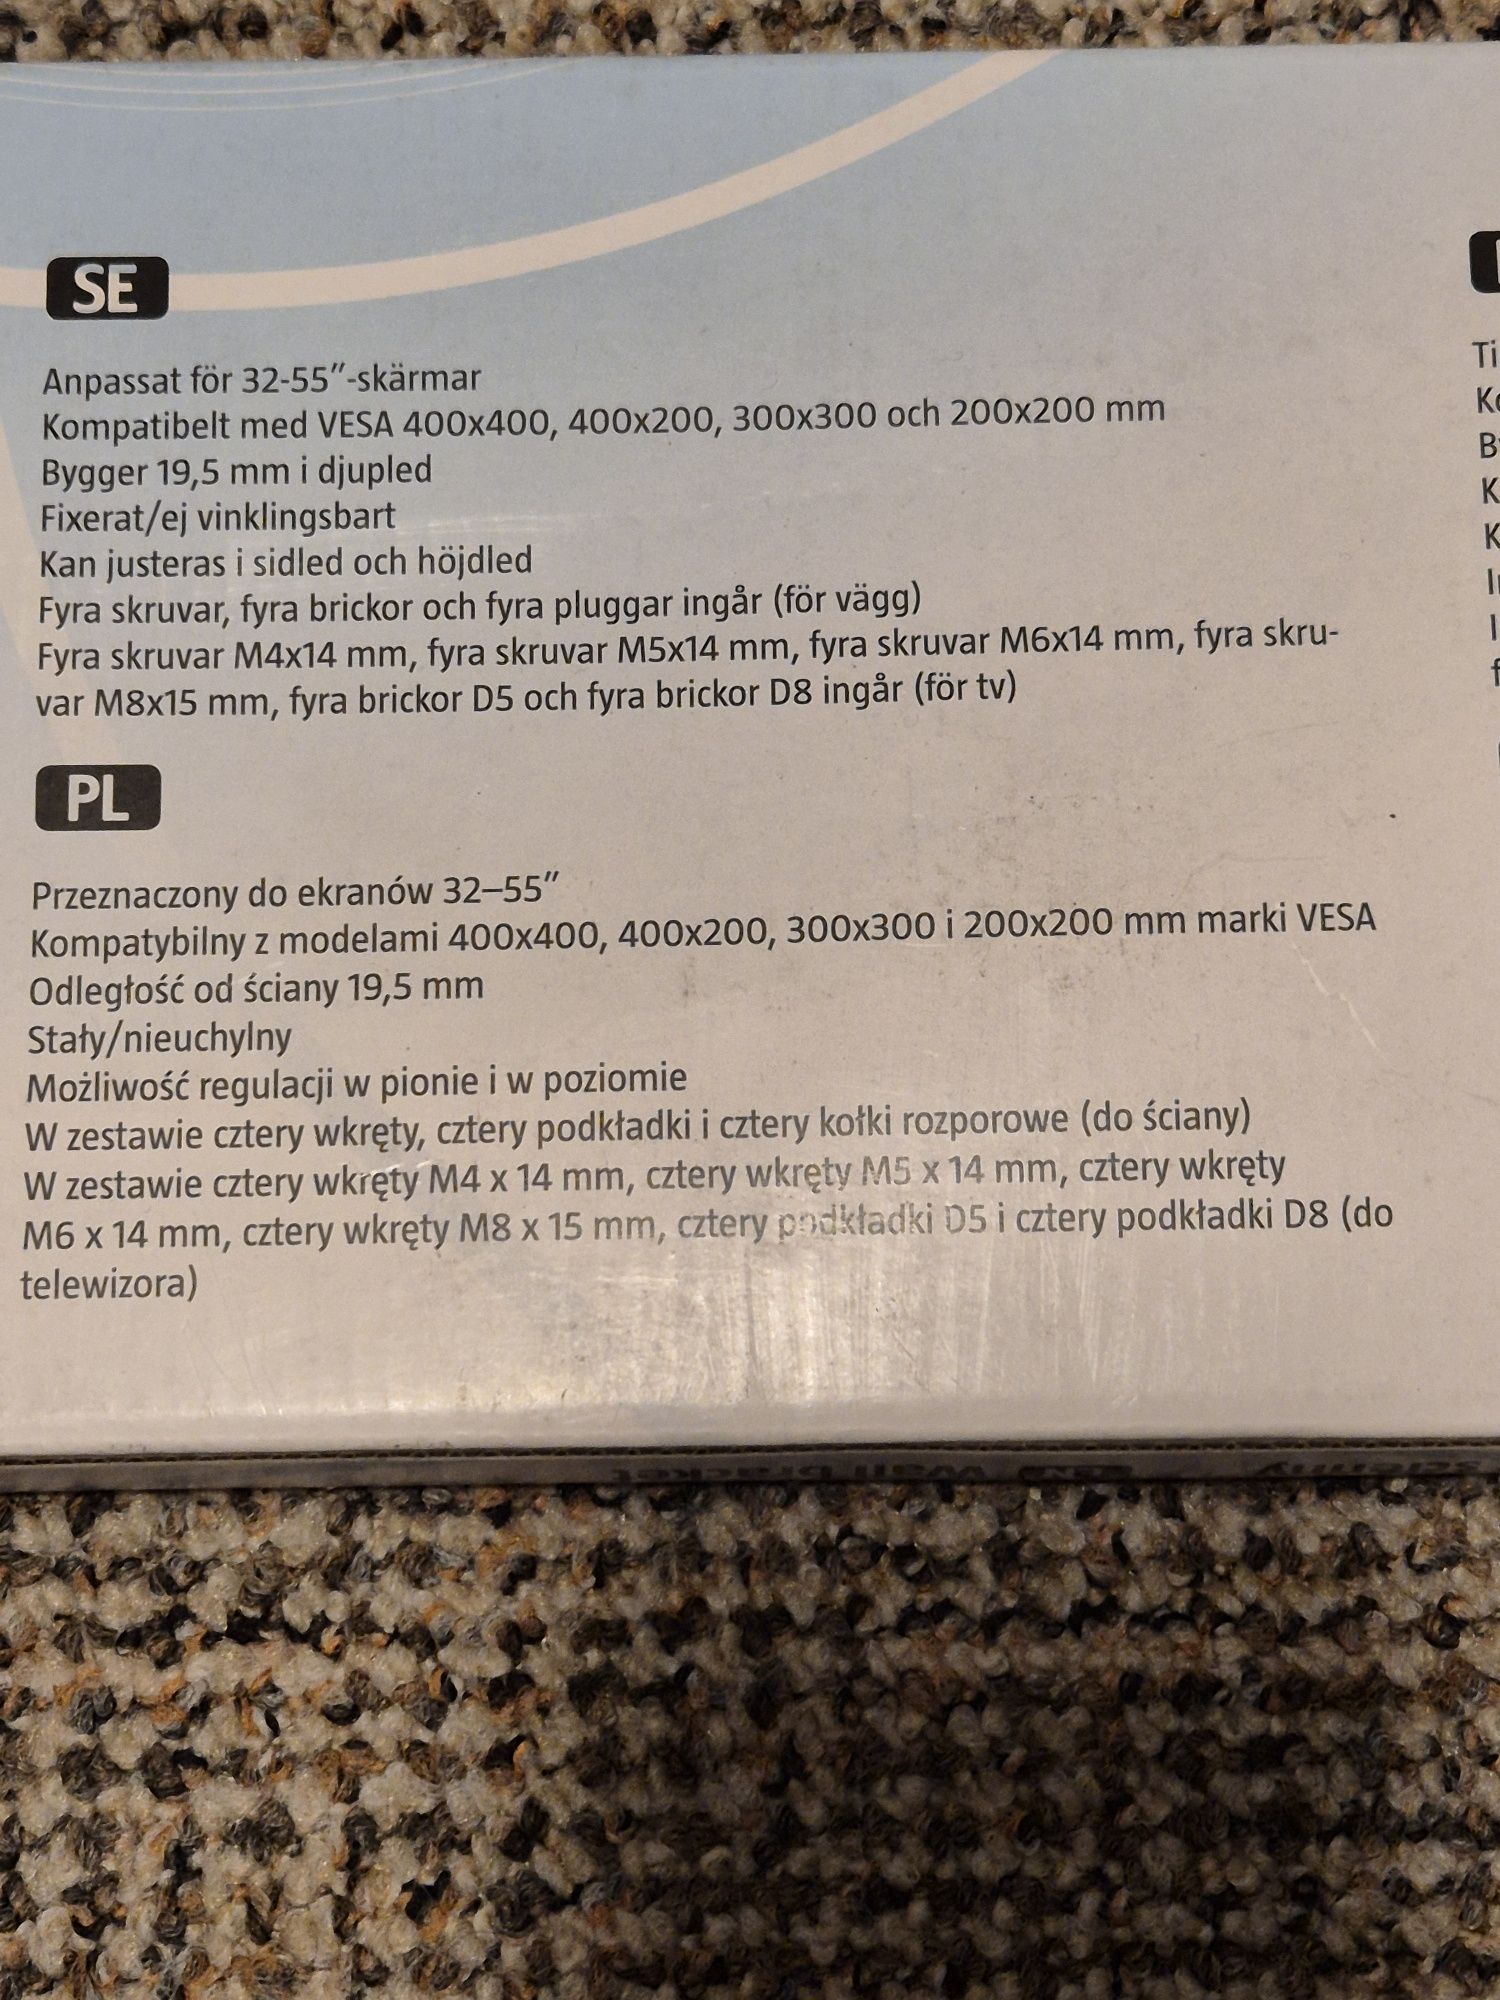 SE
Anpassat för 32-55”-skärmar
Kompatibelt med VESA 400x400, 400x200, 300x300 och 200x200 mm
Bygger 19,5 mm i djupled
Fixerat/ej vinklingsbart
Kan justeras i sidled och höjdled
Fyra skruvar, fyra brickor och fyra pluggar ingår (för vägg)
Fyra skruvar M4x14 mm, fyra skruvar M5x14 mm, fyra skruvar M6x14 mm, fyra skru-
var M8x15 mm, fyra brickor D5 och fyra brickor D8 ingår (för tv)
PL
Przeznaczony do ekranów 32–55”
Kompatybilny z modelami 400x400, 400x200, 300x300 i 200x200 mm marki VESA
Odległość od ściany 19,5 mm
Stały/nieuchylny
Możliwość regulacji w pionie i w poziomie
W zestawie cztery wkręty, cztery podkładki i cztery kołki rozporowe (do ściany)
W zestawie cztery wkręty M4 x 14 mm, cztery wkręty M5 x 14 mm, cztery wkręty
M6 x 14 mm, cztery wkręty M8 x 15 mm, cztery podkładki D5 i cztery podkładki D8 (do
telewizora)
Wall bracket